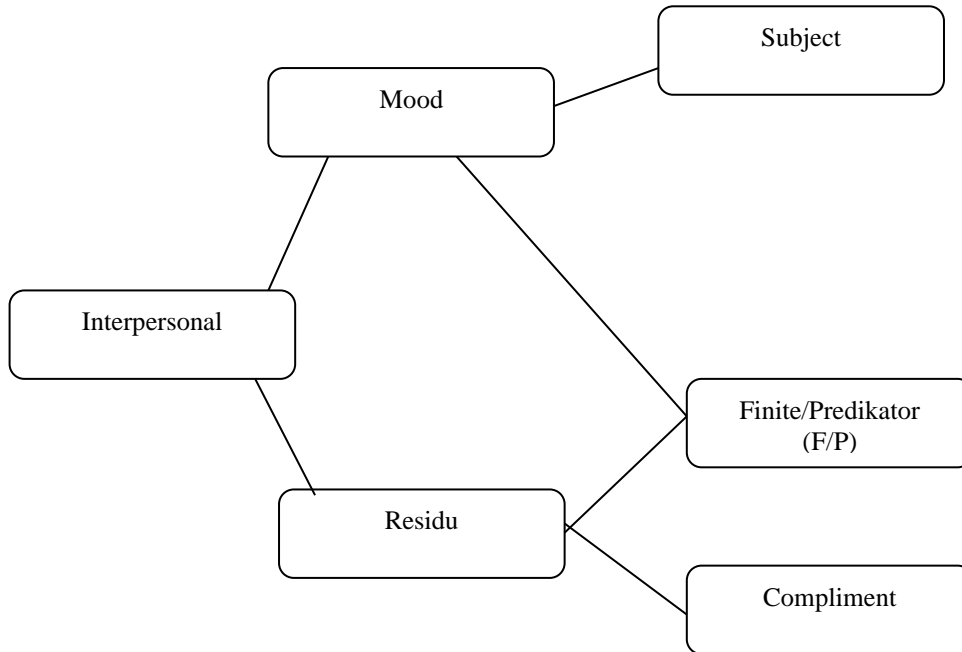 Subject
Mood
Interpersonal
Finite/Predikator
(F/P)
Residu
Compliment